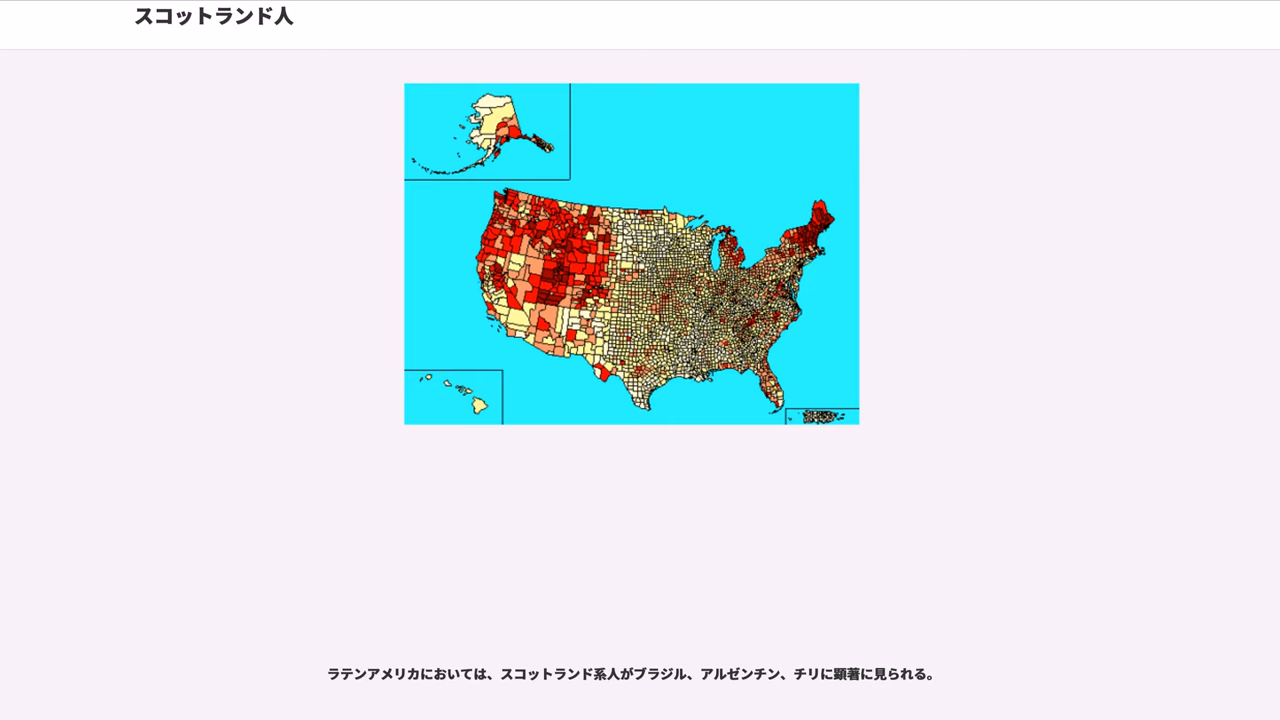 スコットランド人
ラテンアメリカにおいては、スコットランド系人がブラジル、アルゼンチン、チリに顕著に見られる。